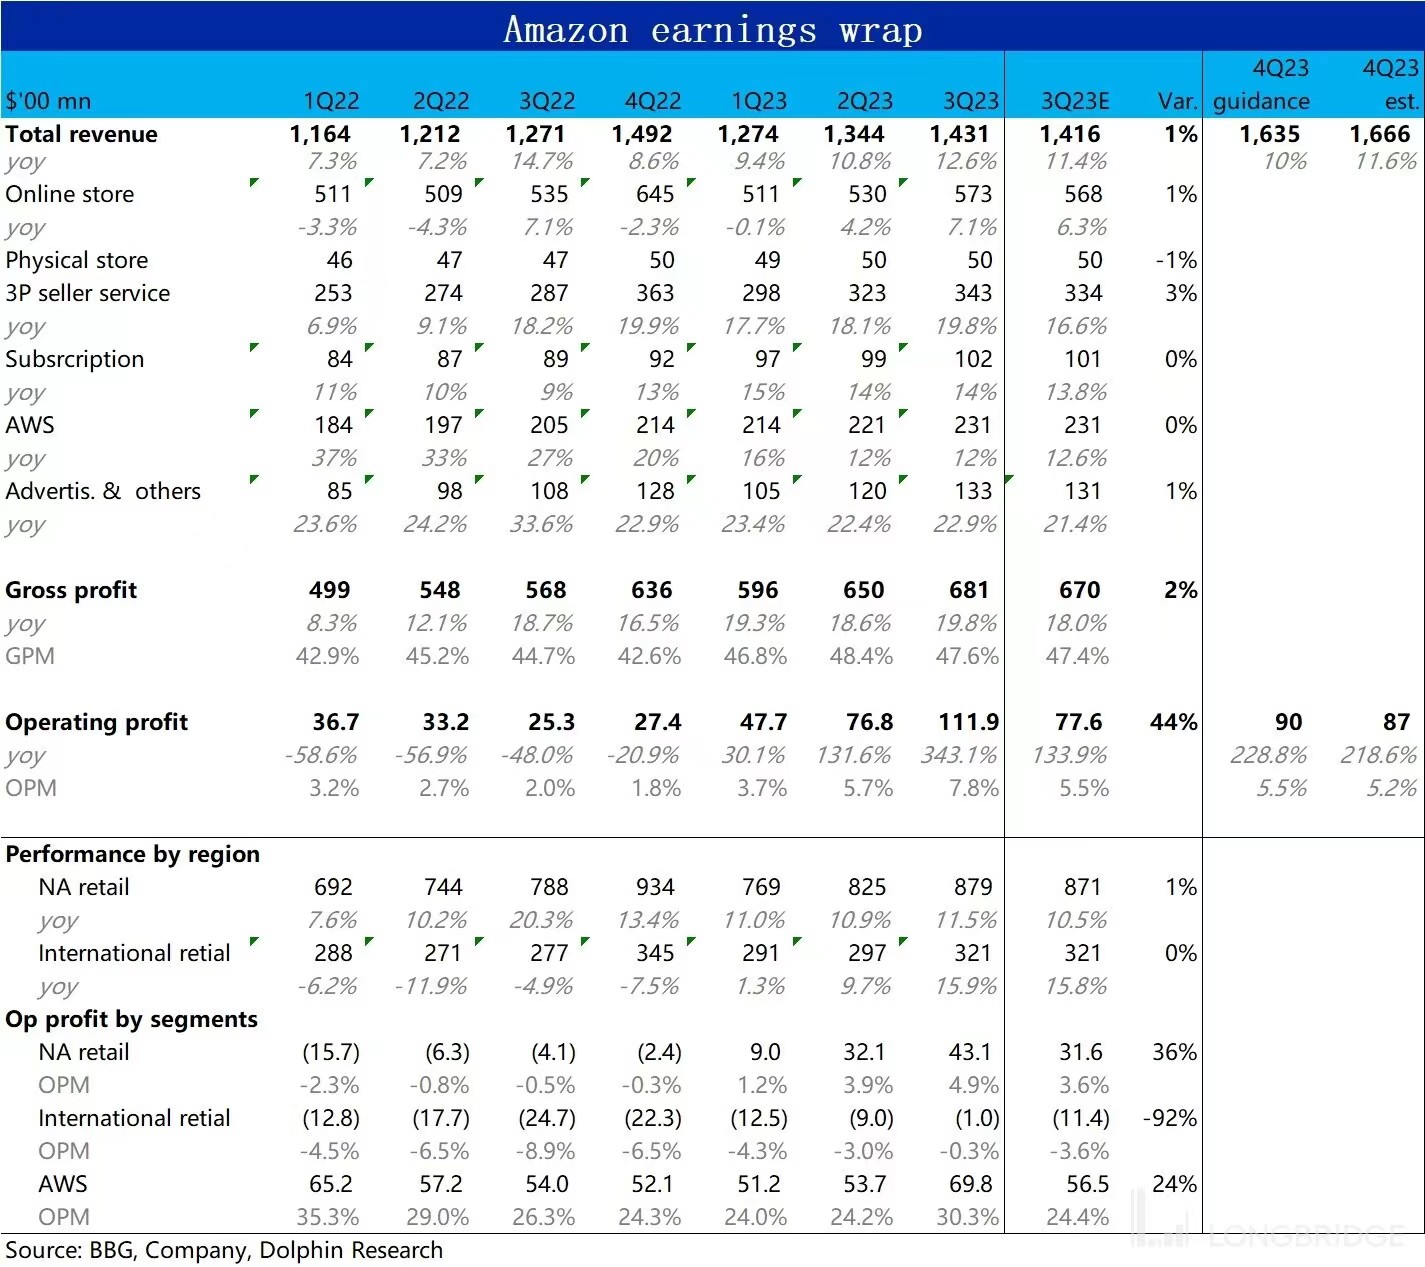 Amazon earnings wrap
4Q23 4Q23
$'00 mn 1Q22 2Q22 3Q22 4Q22 1Q23 2Q23 3Q23 3Q23E Var. guidance est.
Total revenue 1,164 1,212 1,271 1,492 1,274 1,344 1,431 1,416 1% 1,635 1,666
yoy 7.3% 7.2% 14.7% 8.6% 9.4% 10.8% 12.6% 11.4% 10% 11.6%
Online store 511 509 535 645 511 530 573 568 1%
yoy -3.3% -4.3% 7.1% -2.3% -0.1% 4.2% 7.1% 6.3%
Physical store 46 47 47 50 49 50 50 50 -1%
3P seller service 253 274 287 363 298 323 343 334 3%
yoy 6.9% 9.1% 18.2% 19.9% 17.7% 18.1% 19.8% 16.6%
Subsrcription 84 87 89 92 97 99 102 101 0%
yoy 11% 10% 9% 13% 15% 14% 14% 13.8%
AWS 184 197 205 214 214 221 231 231 0%
yoy 37% 33% 27% 20% 16% 12% 12% 12.6%
Advertis. & others 85 98 108 128 105 120 133 131 1%
yoy 23.6% 24.2% 33.6% 22.9% 23.4% 22.4% 22.9% 21.4%
Gross profit 499 548 568 636 596 650 681 670 2%
yoy 8.3% 12.1% 18.7% 16.5% 19.3% 18.6% 19.8% 18.0%
GPM 42.9% 45.2% 44.7% 42.6% 46.8% 48.4% 47.6% 47.4%
Operating profit 36.7 33.2 25.3 27.4 47.7 76.8 111.9 77.6 44% 90 87
yoy -58.6% -56.9% -48.0% -20.9% 30.1% 131.6% 343.1% 133.9% 228.8% 218.6%
OPM 3.2% 2.7% 2.0% 1.8% 3.7% 5.7% 7.8% 5.5% 5.5% 5.2%
Performance by region
NA retail 692 744 788 934 769 825 879 871 1%
yoy 7.6% 10.2% 20.3% 13.4% 11.0% 10.9% 11.5% 10.5%
International retial 288 271 277 345 291 297 321 321 0%
yoy -6.2% -11.9% -4.9% -7.5% 1.3% 9.7% 15.9% 15.8%
Op profit by segments
NA retail (15.7) (6.3) (4.1) (2.4) 9.0 32.1 43.1 31.6 36%
OPM -2.3% -0.8% -0.5% -0.3% 1.2% 3.9% 4.9% 3.6%
International retial (12.8) (17.7) (24.7) (22.3) (12.5) (9.0) (1.0) (11.4) -92%
OPM -4.5% -6.5% -8.9% -6.5% -4.3% -3.0% -0.3% -3.6%
AWS 65.2 57.2 54.0 52.1 51.2 53.7 69.8 56.5 24%
OPM 35.3% 29.0% 26.3% 24.3% 24.0% 24.2% 30.3% 24.4%
LONGBRIDGE
Source: BBG, Company, Dolphin Research